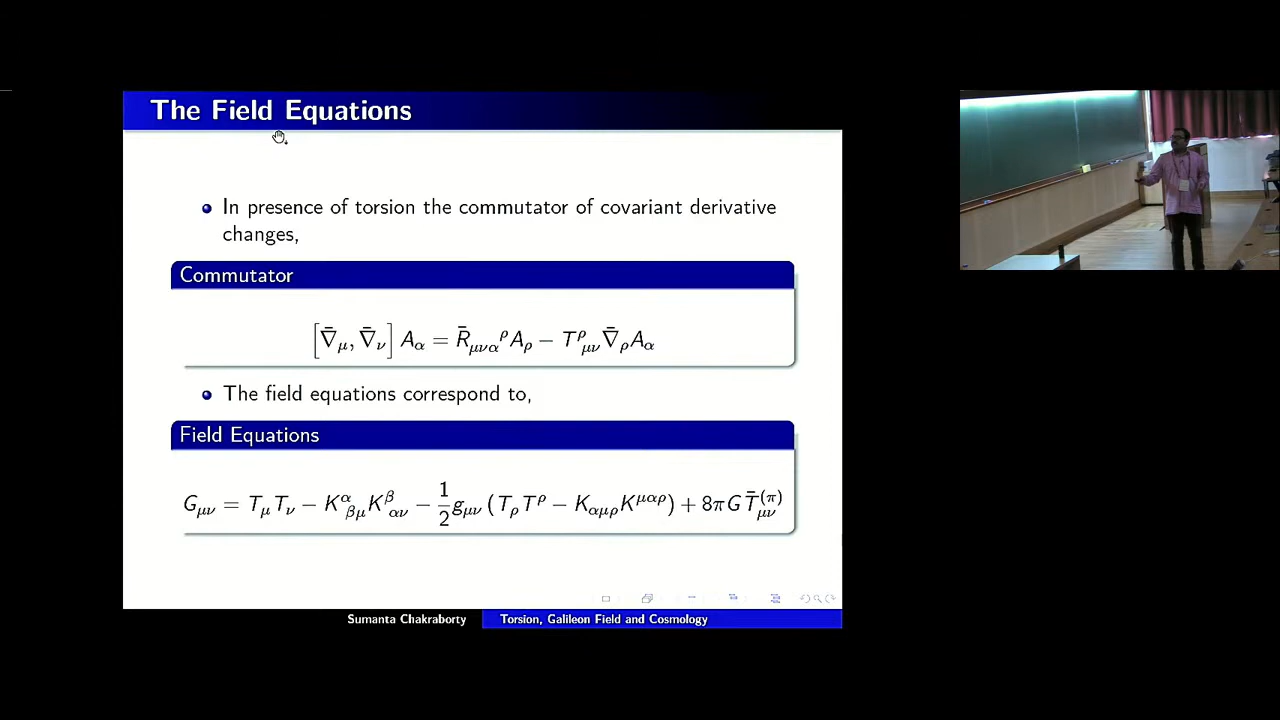 The Field Equations
In presence of torsion the commutator of covariant derivative
changes,
Commutator
[∇̄_μ, ∇̄_ν] A_α = R̄_{μνα}^ρ A_ρ − T^ρ_{μν} ∇̄_ρ A_α
The field equations correspond to,
Field Equations
G_{μν} = T_μ T_ν − K^α_{βμ} K^β_{αν} − 1/2 g_{μν} (T_ρ T^ρ − K_{αμρ} K^{μαρ}) + 8πG T̄^{(π)}_{μν}
Sumanta Chakraborty
Torsion, Galileon Field and Cosmology